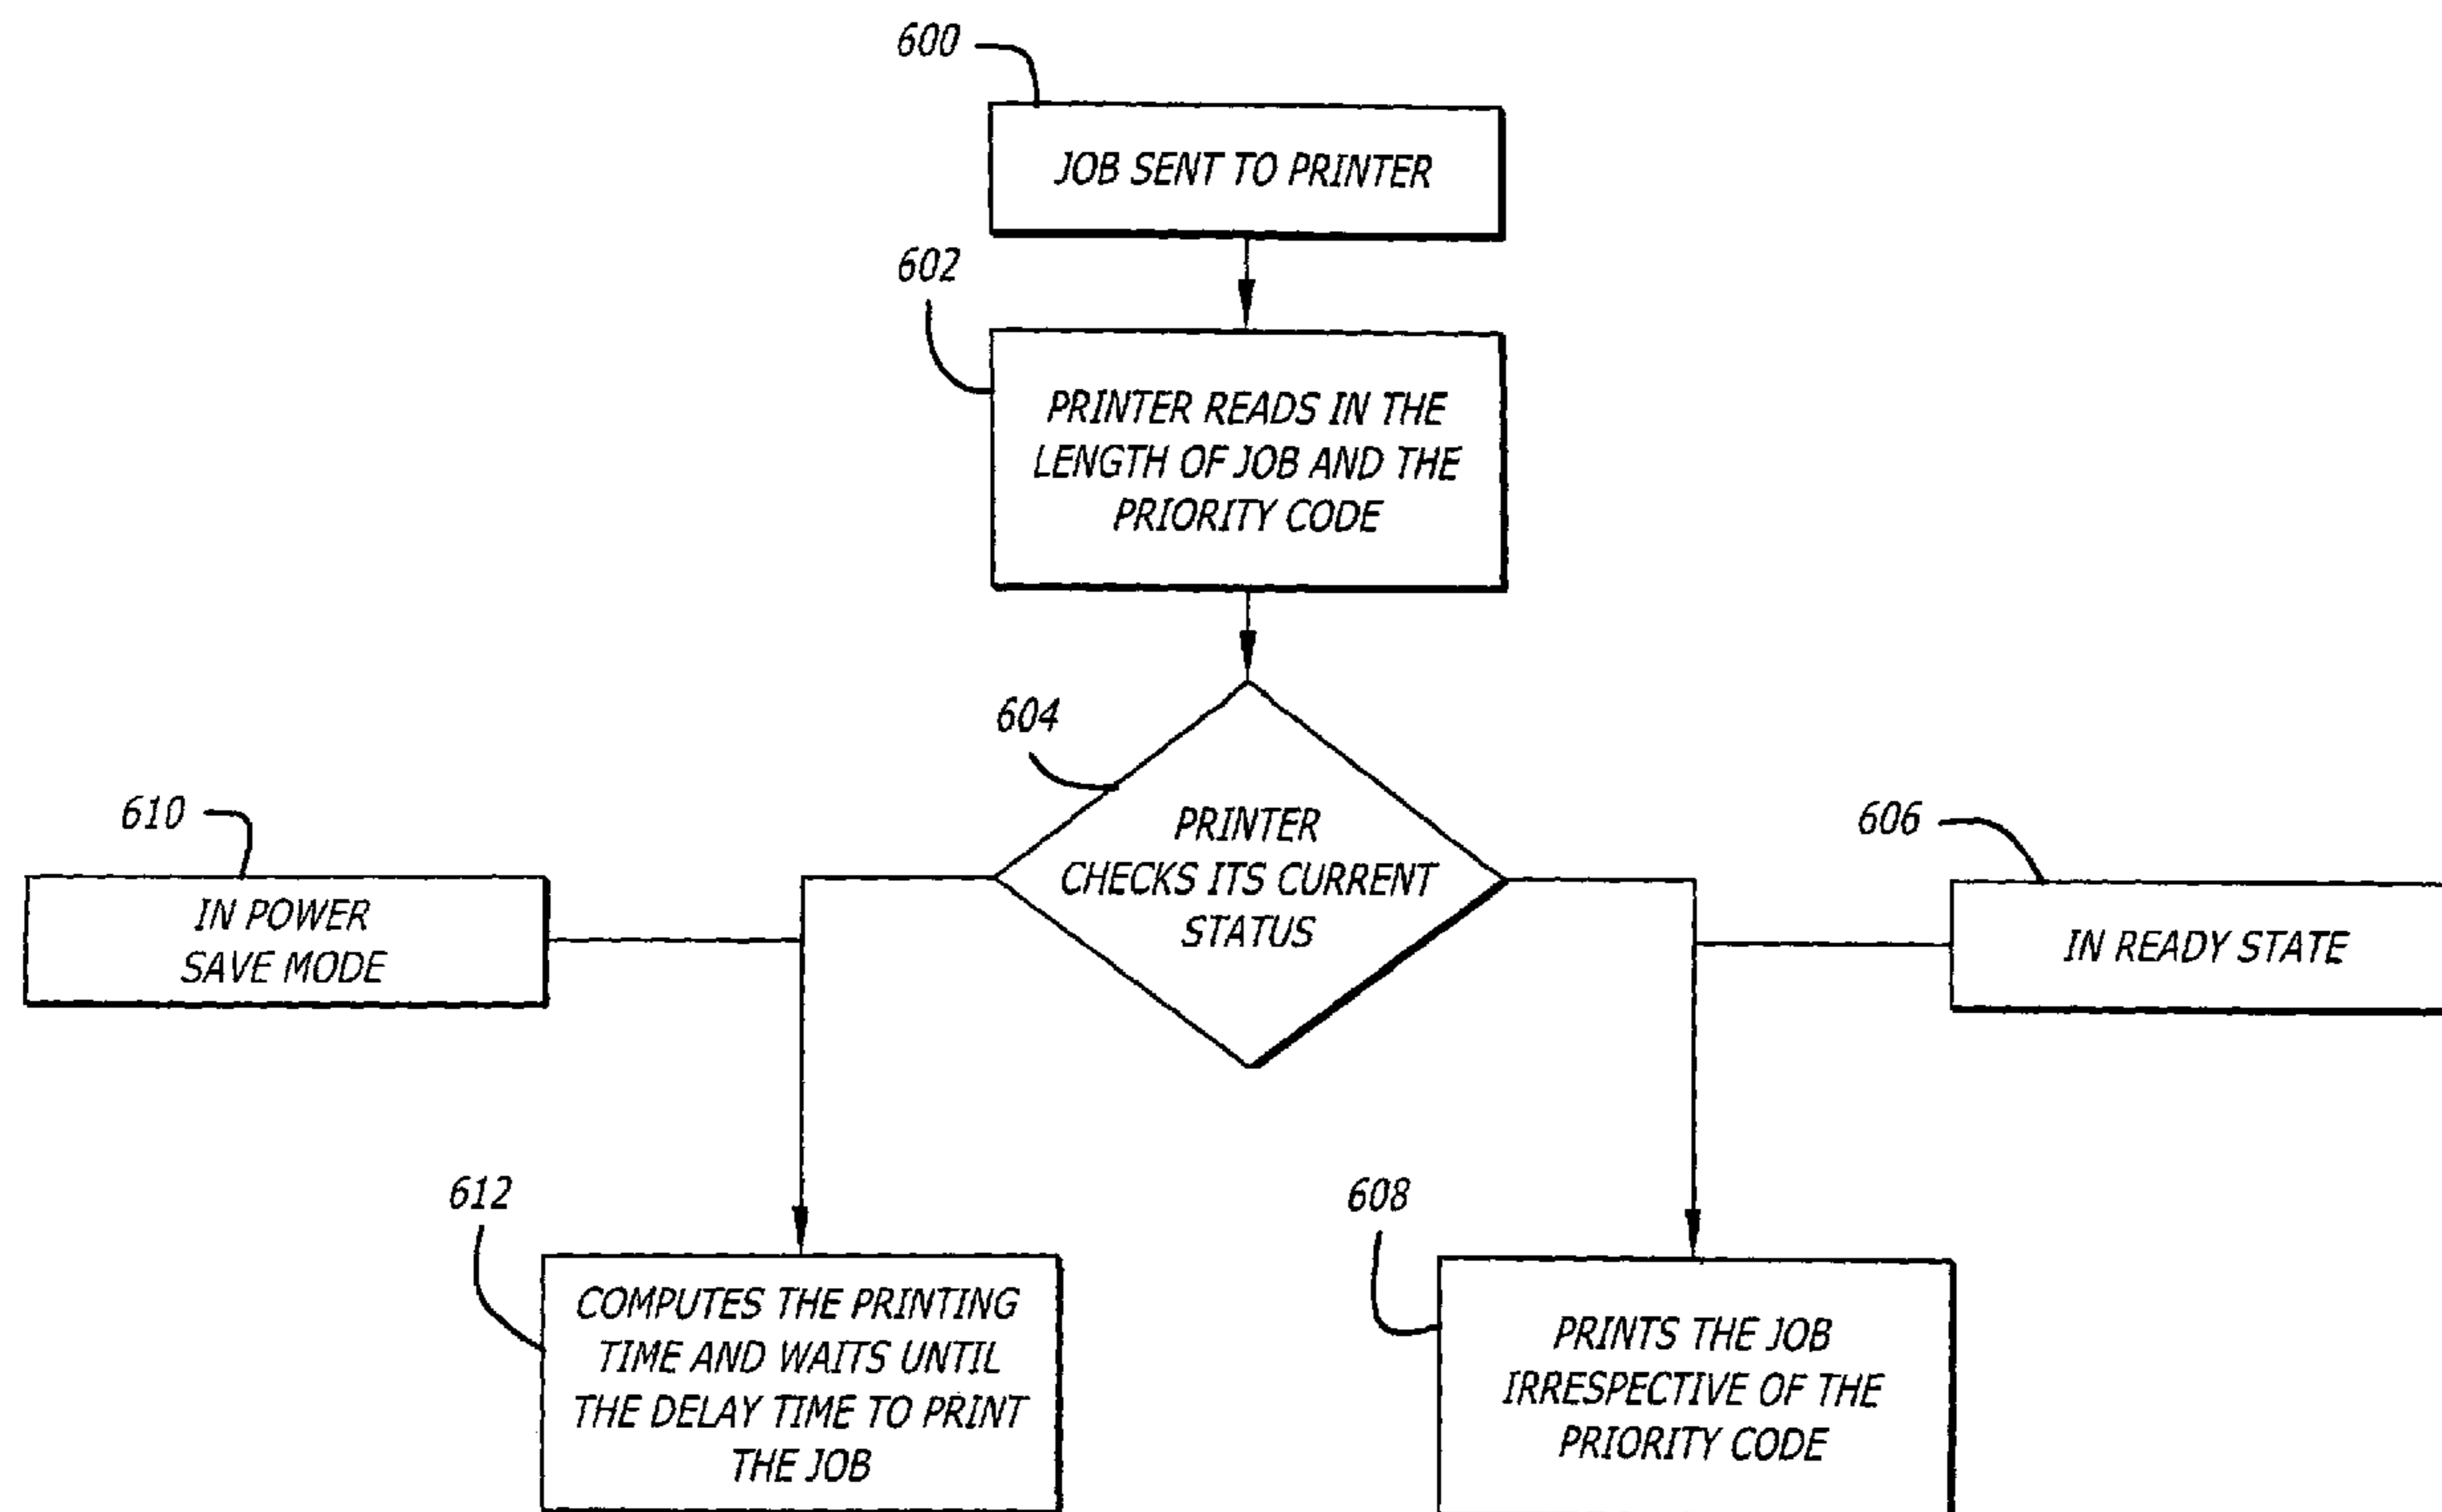 600
JOB SENT TO PRINTER
602
PRINTER READS IN THE
LENGTH OF JOB AND THE
PRIORITY CODE
604
PRINTER
CHECKS ITS CURRENT
STATUS
610
IN POWER
SAVE MODE
606
IN READY STATE
612
COMPUTES THE PRINTING
TIME AND WAITS UNTIL
THE DELAY TIME TO PRINT
THE JOB
608
PRINTS THE JOB
IRRESPECTIVE OF THE
PRIORITY CODE